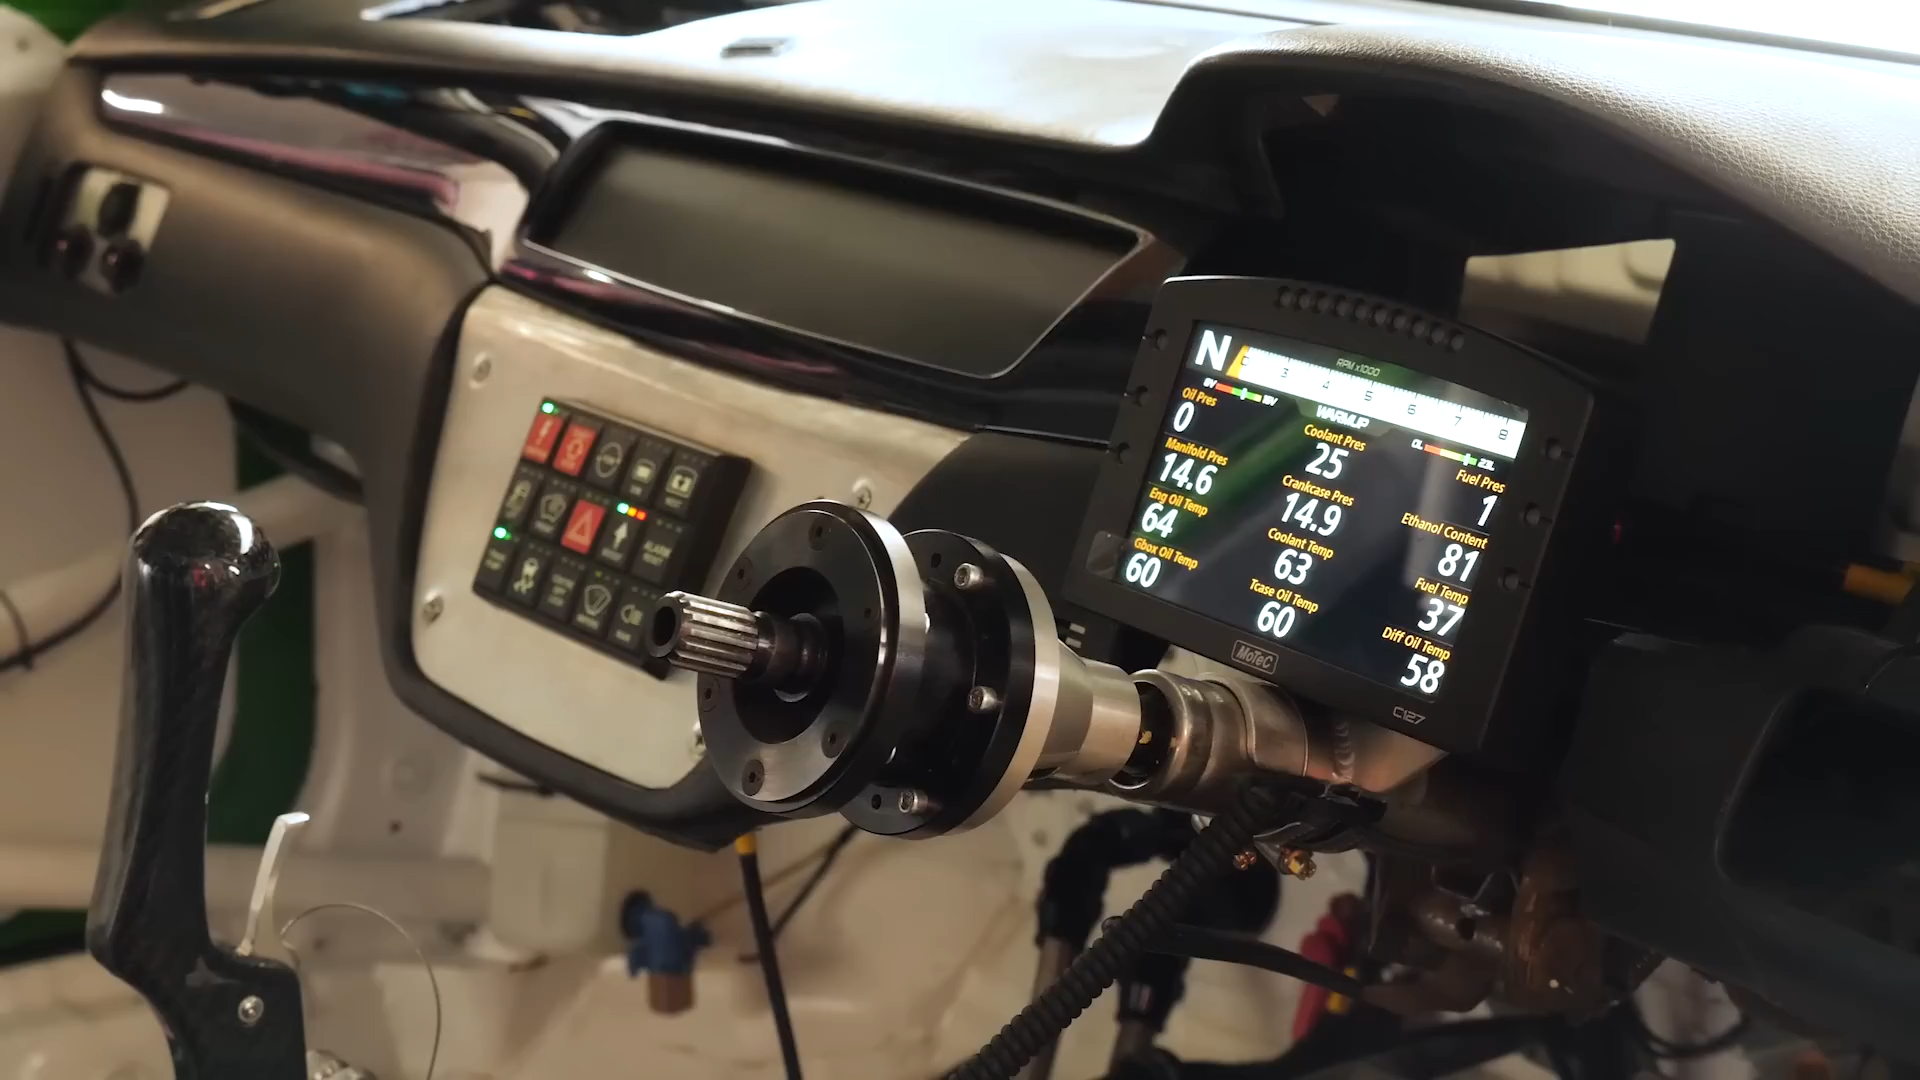 N
RPM x1000
3 4 5 6 7 8
WARMUP
Oil Pres
0
Coolant Pres
25
Fuel Pres
1
Manifold Pres
14.6
Crankcase Pres
14.9
Ethanol Content
81
Eng Oil Temp
64
Coolant Temp
63
Fuel Temp
37
Gbox Oil Temp
60
Tcase Oil Temp
60
Diff Oil Temp
58
MoTeC
C127
ALARM
RESET